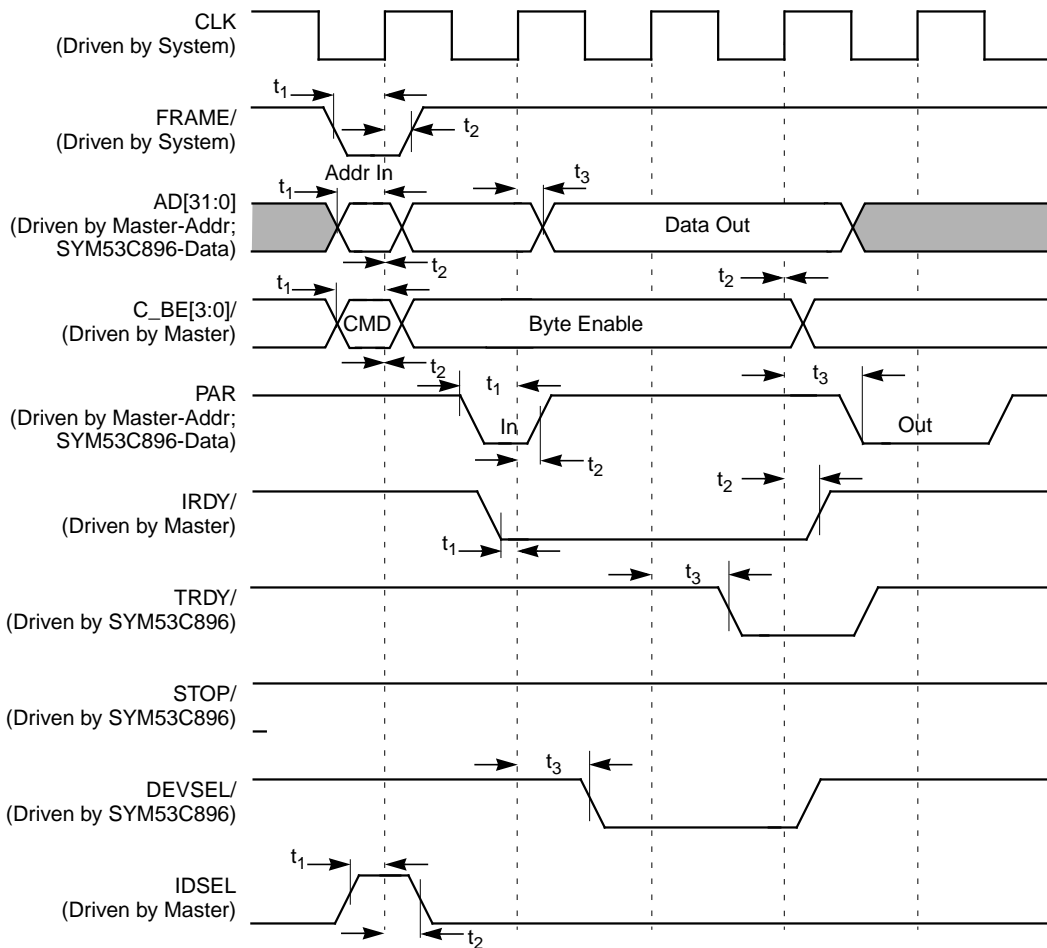 CLK
(Driven by System)
t1
FRAME/
(Driven by System)
t2
Addr In
t1
t3
AD[31:0]
(Driven by Master-Addr;
SYM53C896-Data)
Data Out
t2
t2
t1
C_BE[3:0]/
(Driven by Master)
CMD
Byte Enable
t2
t1
t3
PAR
(Driven by Master-Addr;
SYM53C896-Data)
In
Out
t2
t2
IRDY/
(Driven by Master)
t1
t3
TRDY/
(Driven by SYM53C896)
STOP/
(Driven by SYM53C896)
t3
DEVSEL/
(Driven by SYM53C896)
t1
IDSEL
(Driven by Master)
t2